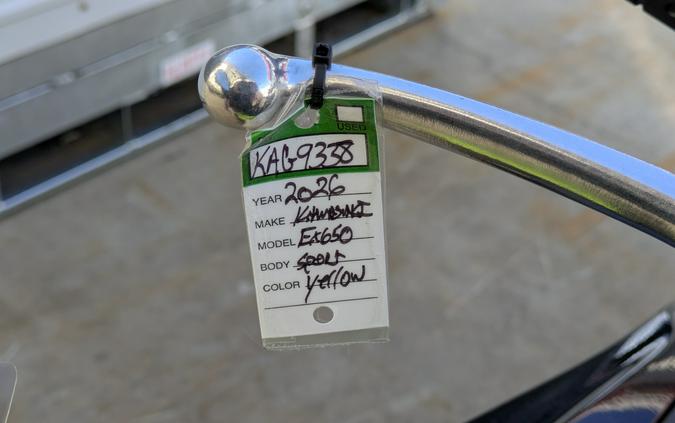 USED
KAG9338
YEAR 2026
MAKE Kawasaki
MODEL EX650
BODY sport
COLOR yellow